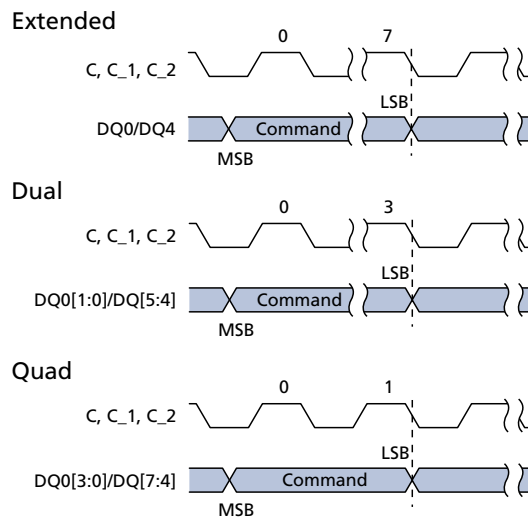 Extended
0 7
C, C_1, C_2
LSB
DQ0/DQ4 Command
MSB
Dual
0 3
C, C_1, C_2
LSB
DQ0[1:0]/DQ[5:4] Command
MSB
Quad
0 1
C, C_1, C_2
LSB
DQ0[3:0]/DQ[7:4] Command
MSB